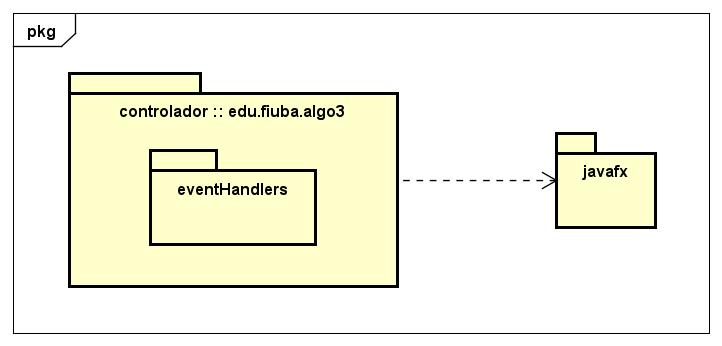 pkg
controlador :: edu.fiuba.algo3
eventHandlers
javafx